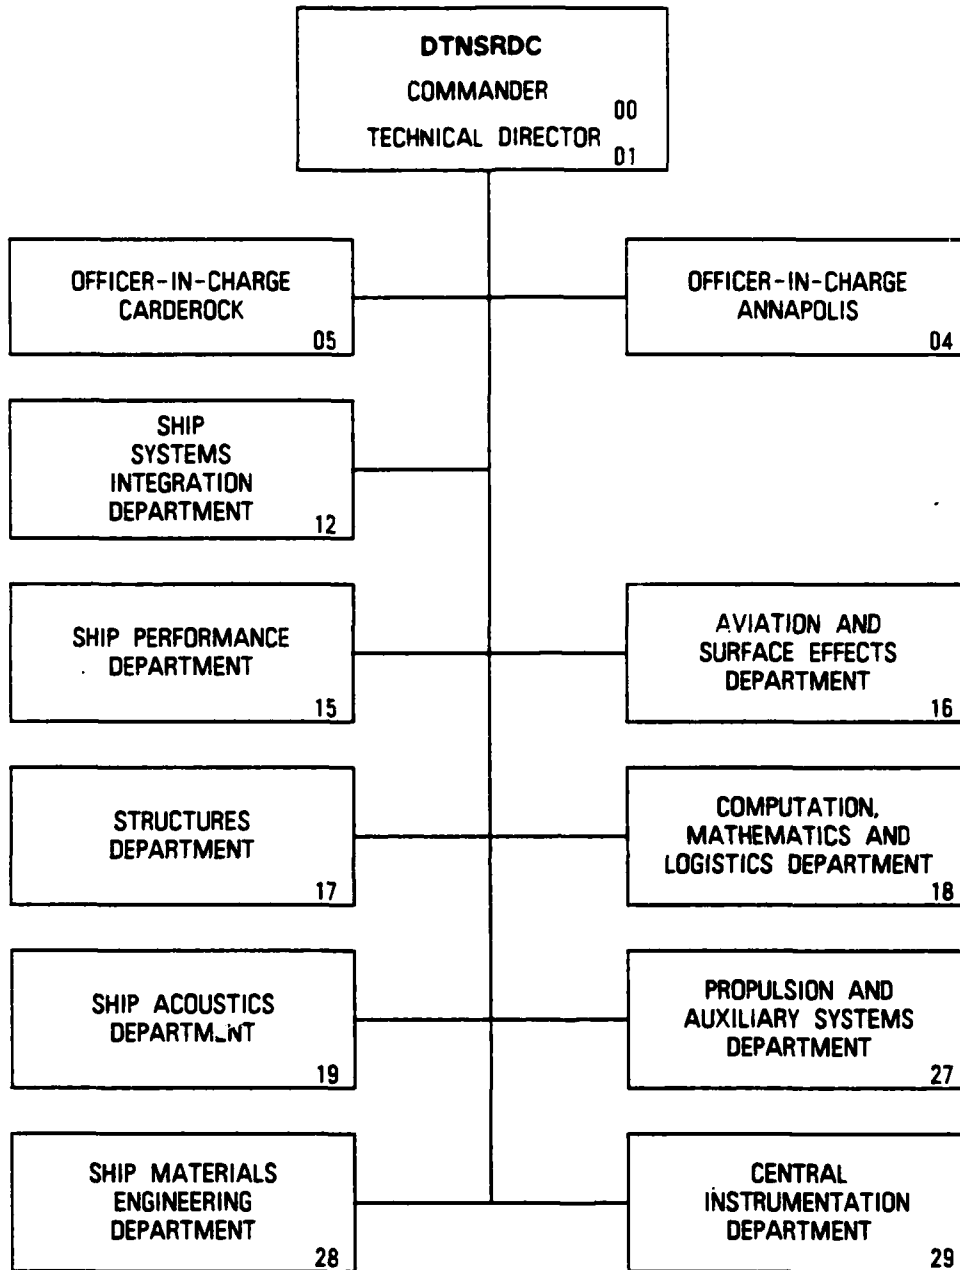 DTNSRDC
COMMANDER
00
TECHNICAL DIRECTOR
01
OFFICER-IN-CHARGE
CARDEROCK
05
OFFICER-IN-CHARGE
ANNAPOLIS
04
SHIP
SYSTEMS
INTEGRATION
DEPARTMENT
12
SHIP PERFORMANCE
DEPARTMENT
15
AVIATION AND
SURFACE EFFECTS
DEPARTMENT
16
STRUCTURES
DEPARTMENT
17
COMPUTATION,
MATHEMATICS AND
LOGISTICS DEPARTMENT
18
SHIP ACOUSTICS
DEPARTMENT
19
PROPULSION AND
AUXILIARY SYSTEMS
DEPARTMENT
27
SHIP MATERIALS
ENGINEERING
DEPARTMENT
28
CENTRAL
INSTRUMENTATION
DEPARTMENT
29